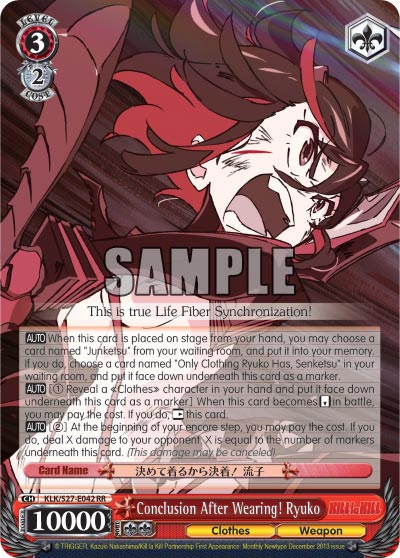 LEVEL
3
2
COST
SAMPLE
This is true Life Fiber Synchronization!
AUTO When this card is placed on stage from your hand, you may choose a
card named "Junketsu" from your waiting room, and put it into your memory.
If you do, choose a card named "Only Clothing Ryuko Has, Senketsu" in your
waiting room, and put it face down underneath this card as a marker.
AUTO [① Reveal a «Clothes» character in your hand and put it face down
underneath this card as a marker] When this card becomes in battle,
you may pay the cost. If you do, this card.
AUTO [②] At the beginning of your encore step, you may pay the cost. If you
do, deal X damage to your opponent. X is equal to the number of markers
underneath this card. (This damage may be canceled)
Card Name 決めて着るから決着! 流子
CH KLK/S27-E042 RR
Conclusion After Wearing! Ryuko
KILL la KILL
POWER
10000
SOUL
Clothes
Weapon
© TRIGGER, Kazuki Nakashima/Kill la Kill Partnership First Appearance: Monthly Newtype December 2013 issue